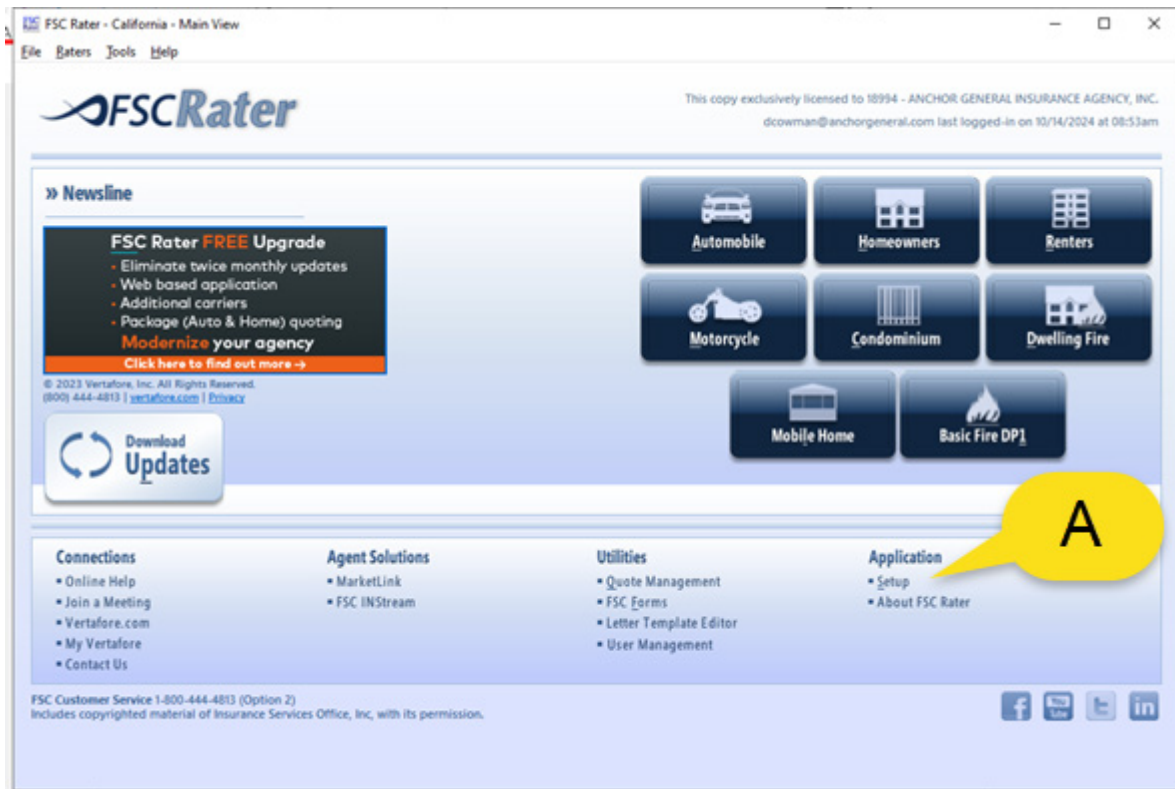 FSC Rater - California - Main View
File Raters Tools Help
FSCRater
This copy exclusively licensed to 18994 - ANCHOR GENERAL INSURANCE AGENCY, INC.
dcowman@anchorgeneral.com last logged-in on 10/14/2024 at 08:53am
» Newsline
FSC Rater FREE Upgrade
- Eliminate twice monthly updates
- Web based application
- Additional carriers
- Package (Auto & Home) quoting
Modernize your agency
Click here to find out more →
© 2023 Vertafore, Inc. All Rights Reserved.
(800) 444-4813 | vertafore.com | Privacy
Download
Updates
Automobile
Homeowners
Renters
Motorcycle
Condominium
Dwelling Fire
Mobile Home
Basic Fire DP1
A
Connections
▪ Online Help
▪ Join a Meeting
▪ Vertafore.com
▪ My Vertafore
▪ Contact Us
Agent Solutions
▪ MarketLink
▪ FSC INStream
Utilities
▪ Quote Management
▪ FSC Forms
▪ Letter Template Editor
▪ User Management
Application
▪ Setup
▪ About FSC Rater
FSC Customer Service 1-800-444-4813 (Option 2)
Includes copyrighted material of Insurance Services Office, Inc, with its permission.
f
You Tube
t
in